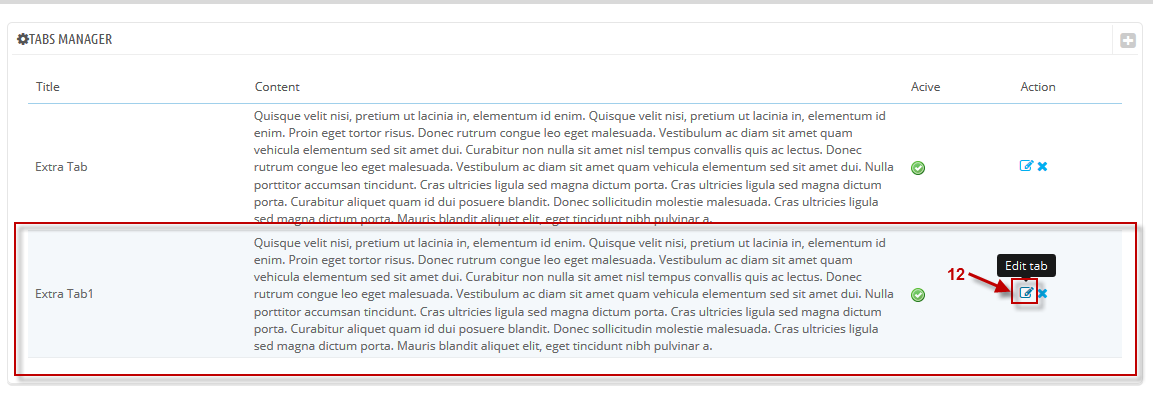 TABS MANAGER
Title Content Acive Action
Quisque velit nisi, pretium ut lacinia in, elementum id enim. Quisque velit nisi, pretium ut lacinia in, elementum id
enim. Proin eget tortor risus. Donec rutrum congue leo eget malesuada. Vestibulum ac diam sit amet quam
vehicula elementum sed sit amet dui. Curabitur non nulla sit amet nisl tempus convallis quis ac lectus. Donec
Extra Tab
rutrum congue leo eget malesuada. Vestibulum ac diam sit amet quam vehicula elementum sed sit amet dui. Nulla
porttitor accumsan tincidunt. Cras ultricies ligula sed magna dictum porta. Cras ultricies ligula sed magna dictum
porta. Curabitur aliquet quam id dui posuere blandit. Donec sollicitudin molestie malesuada. Cras ultricies ligula
sed magna dictum porta. Mauris blandit aliquet elit, eget tincidunt nibh pulvinar a.
Quisque velit nisi, pretium ut lacinia in, elementum id enim. Quisque velit nisi, pretium ut lacinia in, elementum id
enim. Proin eget tortor risus. Donec rutrum congue leo eget malesuada. Vestibulum ac diam sit amet quam
Edit tab
vehicula elementum sed sit amet dui. Curabitur non nulla sit amet nisl tempus convallis quis ac lectus. Donec
12
Extra Tab1
rutrum congue leo eget malesuada. Vestibulum ac diam sit amet quam vehicula elementum sed sit amet dui. Nulla
porttitor accumsan tincidunt. Cras ultricies ligula sed magna dictum porta. Cras ultricies ligula sed magna dictum
porta. Curabitur aliquet quam id dui posuere blandit. Donec sollicitudin molestie malesuada. Cras ultricies ligula
sed magna dictum porta. Mauris blandit aliquet elit, eget tincidunt nibh pulvinar a.